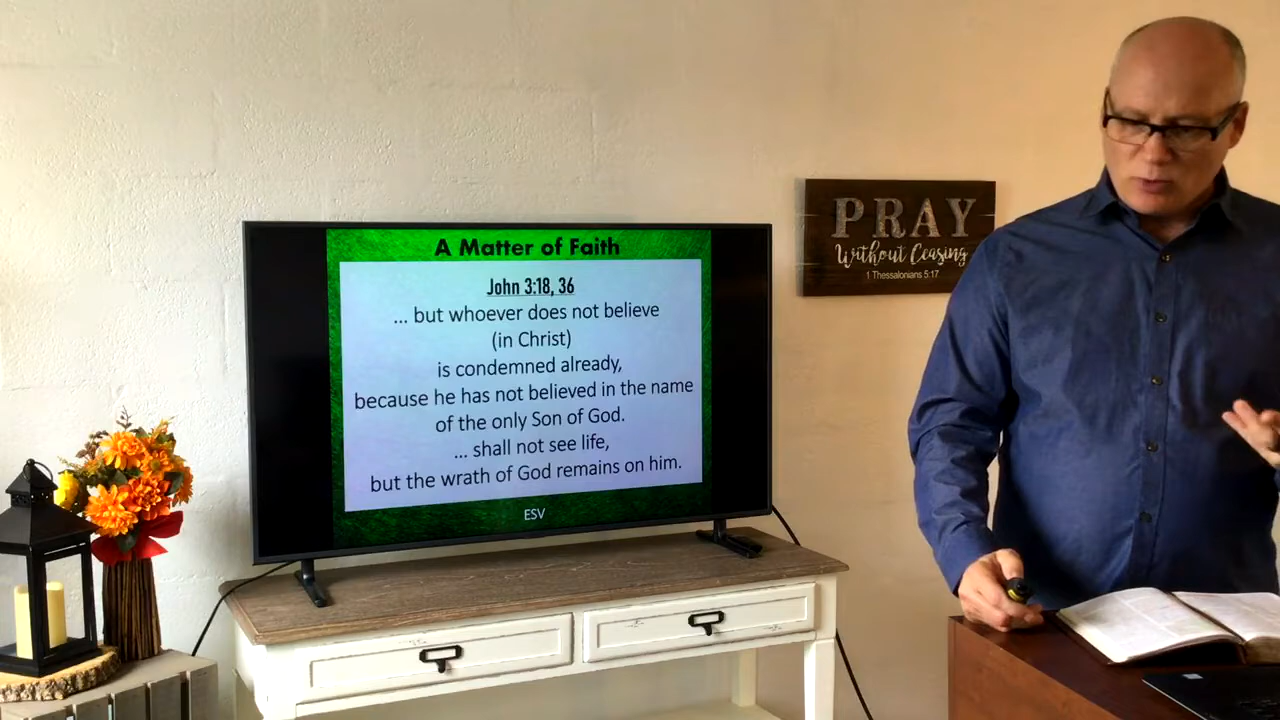 A Matter of Faith
John 3:18, 36
... but whoever does not believe
(in Christ)
is condemned already,
because he has not believed in the name
of the only Son of God.
... shall not see life,
but the wrath of God remains on him.
ESV
PRAY
Without Ceasing
1 Thessalonians 5:17